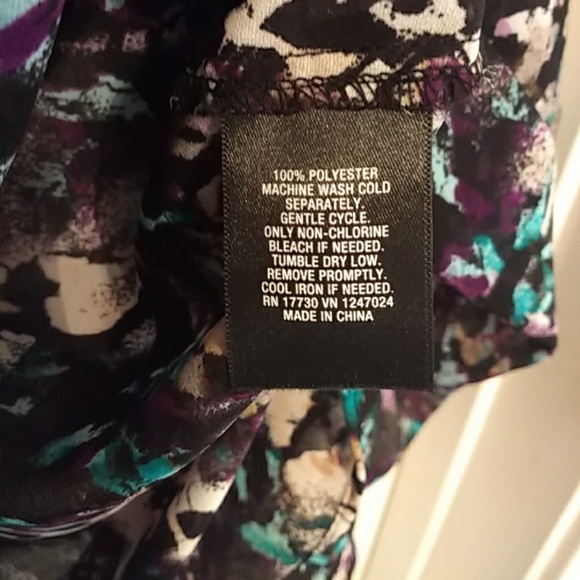 100% POLYESTER
MACHINE WASH COLD
SEPARATELY.
GENTLE CYCLE.
ONLY NON-CHLORINE
BLEACH IF NEEDED.
TUMBLE DRY LOW.
REMOVE PROMPTLY.
COOL IRON IF NEEDED.
RN 17730 VN 1247024
MADE IN CHINA